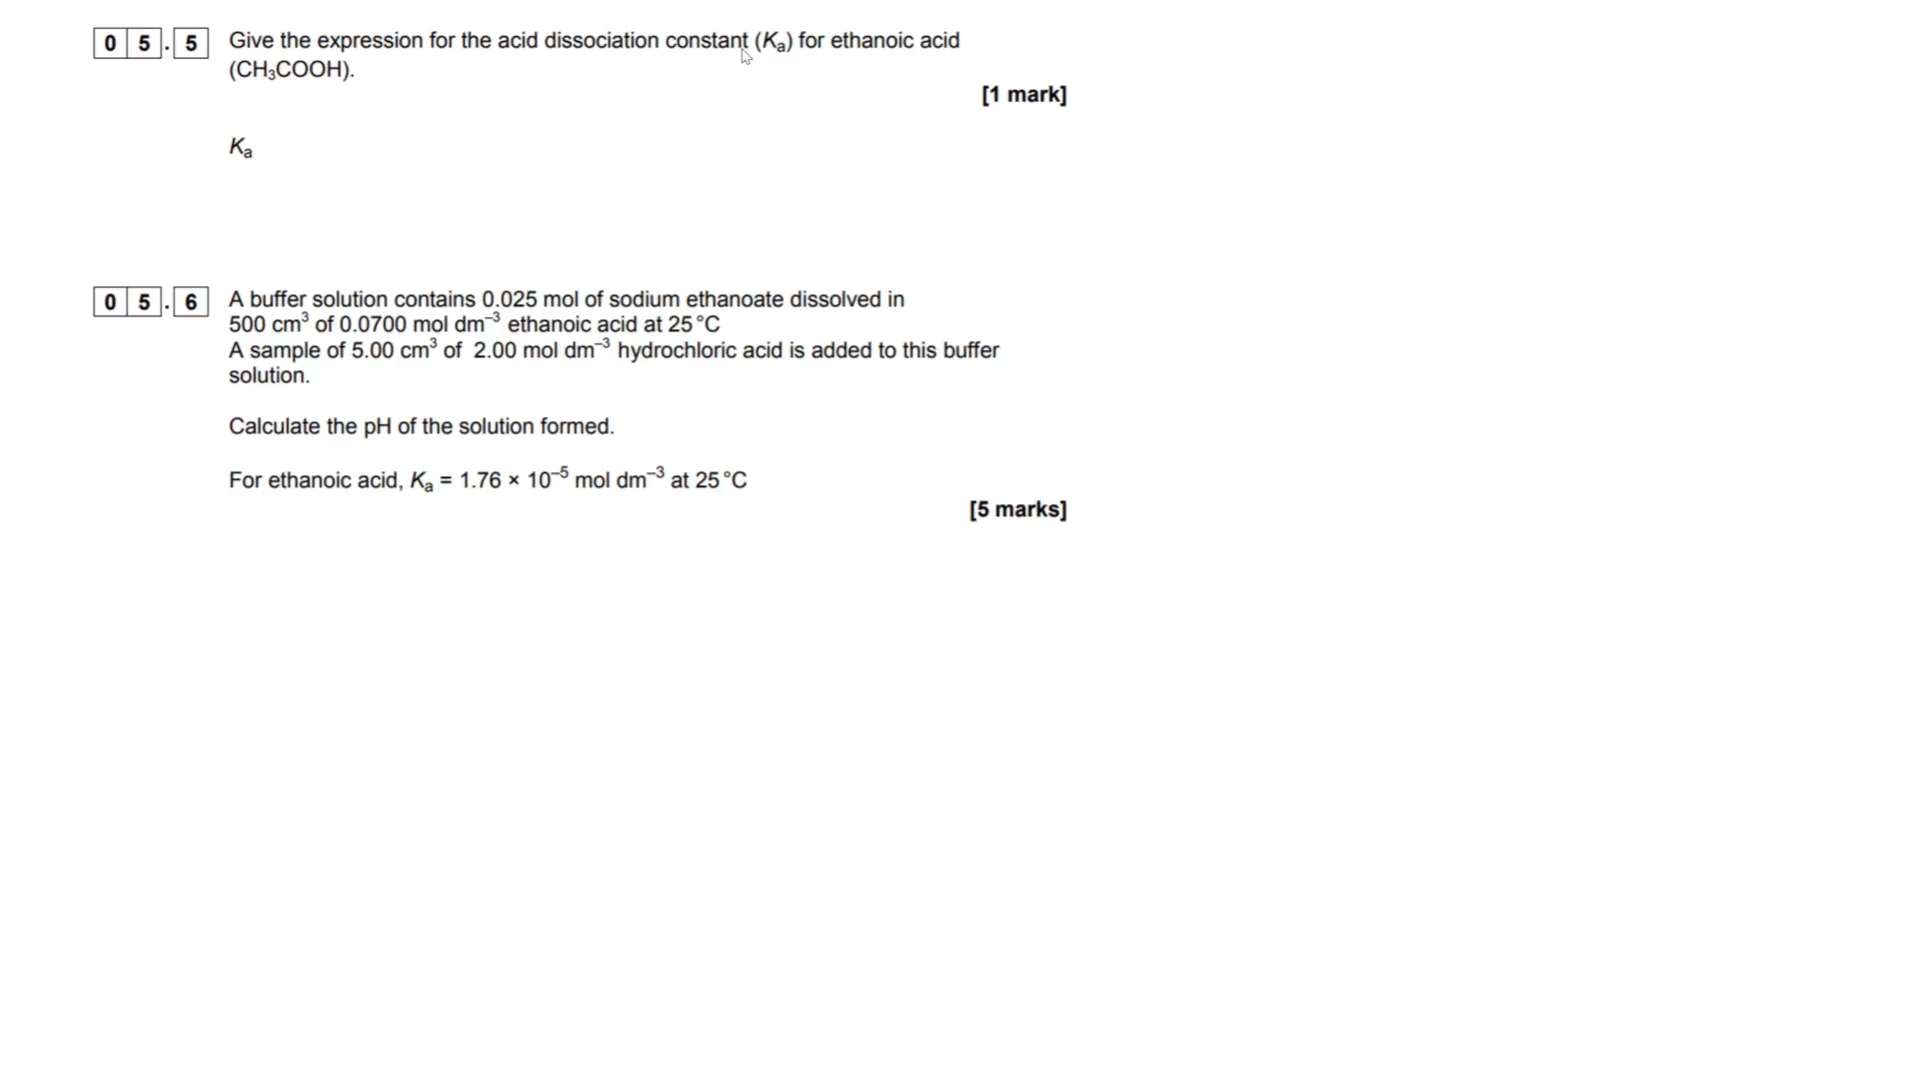 0 5 . 5 Give the expression for the acid dissociation constant (Kₐ) for ethanoic acid
(CH₃COOH).
[1 mark]
Kₐ
0 5 . 6 A buffer solution contains 0.025 mol of sodium ethanoate dissolved in
500 cm³ of 0.0700 mol dm⁻³ ethanoic acid at 25 °C
A sample of 5.00 cm³ of 2.00 mol dm⁻³ hydrochloric acid is added to this buffer
solution.
Calculate the pH of the solution formed.
For ethanoic acid, Kₐ = 1.76 × 10⁻⁵ mol dm⁻³ at 25 °C
[5 marks]